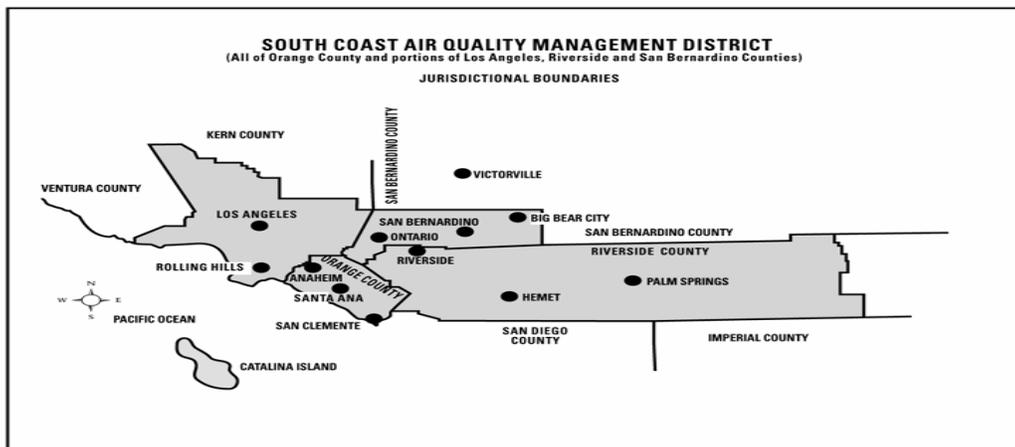 SOUTH COAST AIR QUALITY MANAGEMENT DISTRICT
(All of Orange County and portions of Los Angeles, Riverside and San Bernardino Counties)
JURISDICTIONAL BOUNDARIES
KERN COUNTY
SAN BERNARDINO COUNTY
VICTORVILLE
VENTURA COUNTY
LOS ANGELES
SAN BERNARDINO
BIG BEAR CITY
ONTARIO
SAN BERNARDINO COUNTY
RIVERSIDE COUNTY
RIVERSIDE
ROLLING HILLS
ORANGE COUNTY
ANAHEIM
PALM SPRINGS
SANTA ANA
HEMET
N
W E
S
PACIFIC OCEAN
SAN CLEMENTE
SAN DIEGO
COUNTY
IMPERIAL COUNTY
CATALINA ISLAND